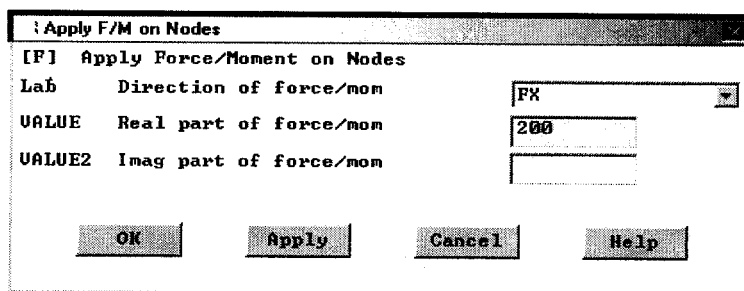 Apply F/M on Nodes
[F] Apply Force/Moment on Nodes
Lab Direction of force/mom FX
VALUE Real part of force/mom 200
VALUE2 Imag part of force/mom
OK Apply Cancel Help